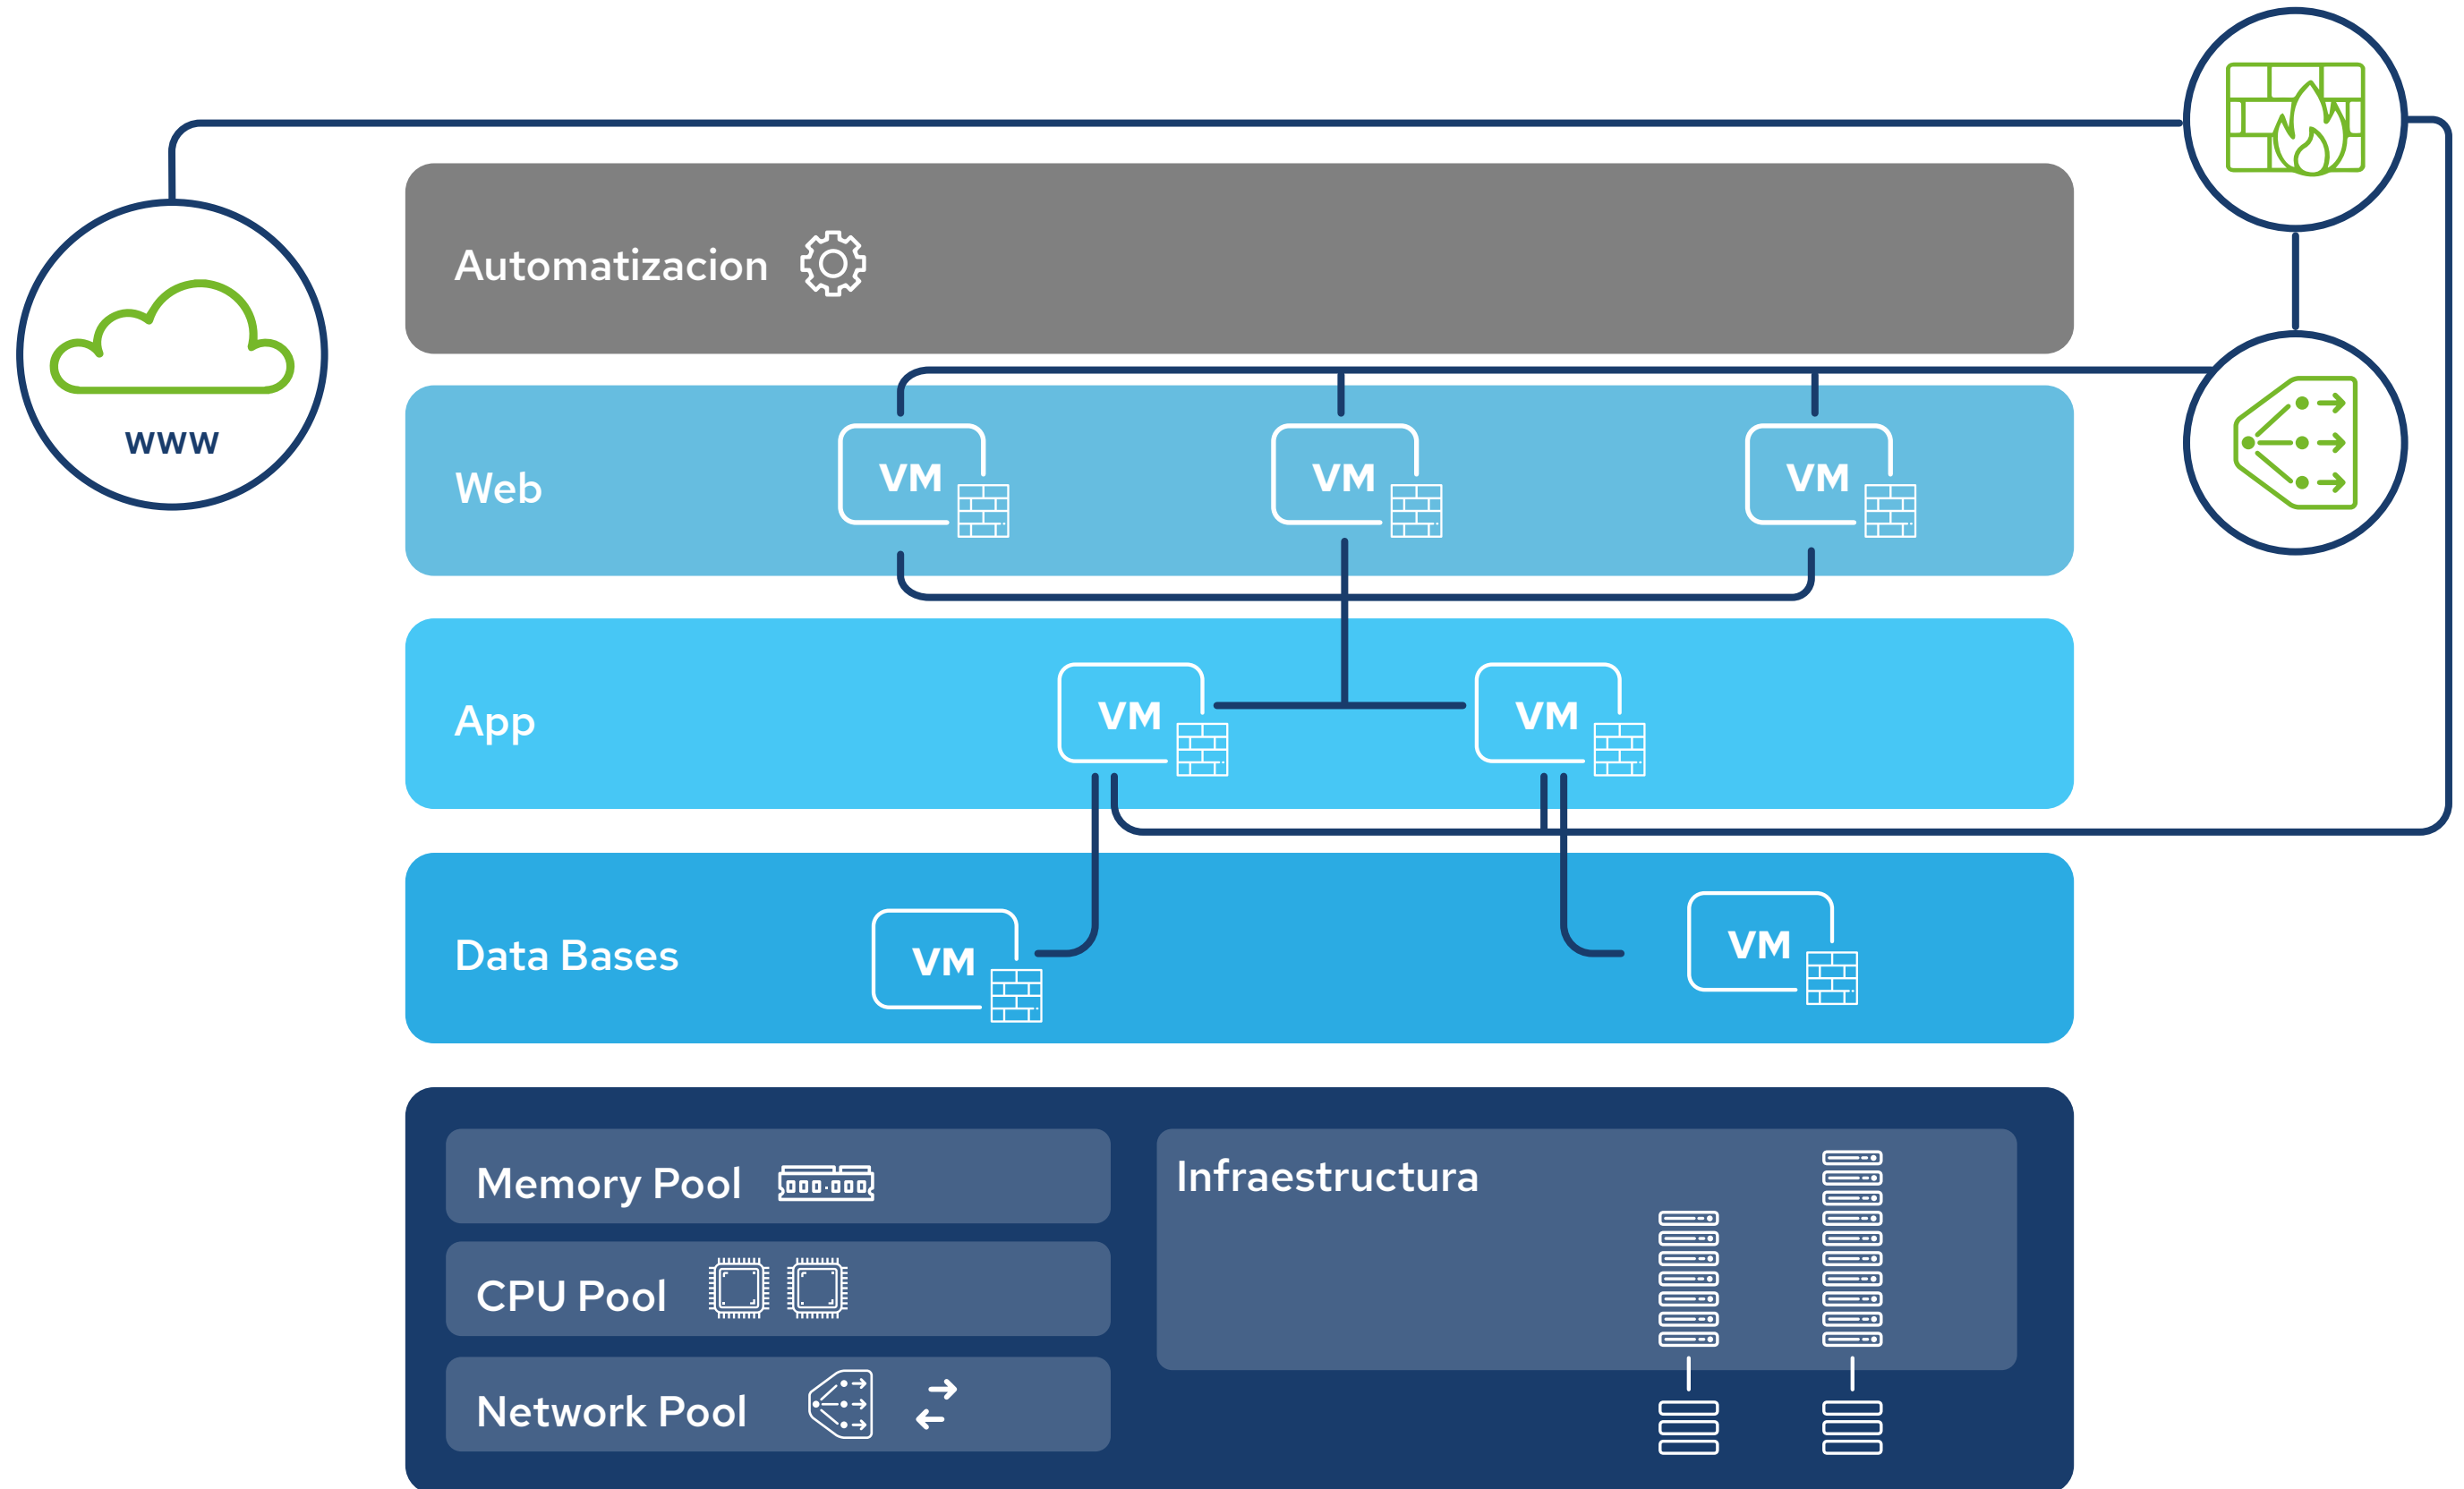 www
Automatizacion
Web
VM VM VM
App
VM VM
Data Bases
VM VM
Memory Pool
CPU Pool
Network Pool
Infraestructura